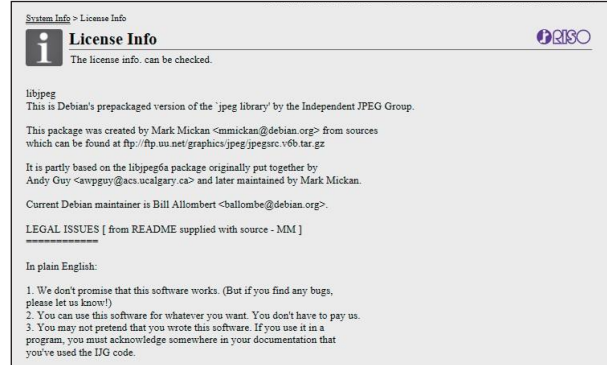 System Info > License Info
License Info
RISO
The license info. can be checked.
libjpeg
This is Debian's prepackaged version of the `jpeg library' by the Independent JPEG Group.
This package was created by Mark Mickan <mmickan@debian.org> from sources
which can be found at ftp://ftp.uu.net/graphics/jpeg/jpegsrc.v6b.tar.gz
It is partly based on the libjpeg6a package originally put together by
Andy Guy <awpguy@acs.ucalgary.ca> and later maintained by Mark Mickan.
Current Debian maintainer is Bill Allombert <ballombe@debian.org>.
LEGAL ISSUES [ from README supplied with source - MM ]
============
In plain English:
1. We don't promise that this software works. (But if you find any bugs,
please let us know!)
2. You can use this software for whatever you want. You don't have to pay us.
3. You may not pretend that you wrote this software. If you use it in a
program, you must acknowledge somewhere in your documentation that
you've used the IJG code.